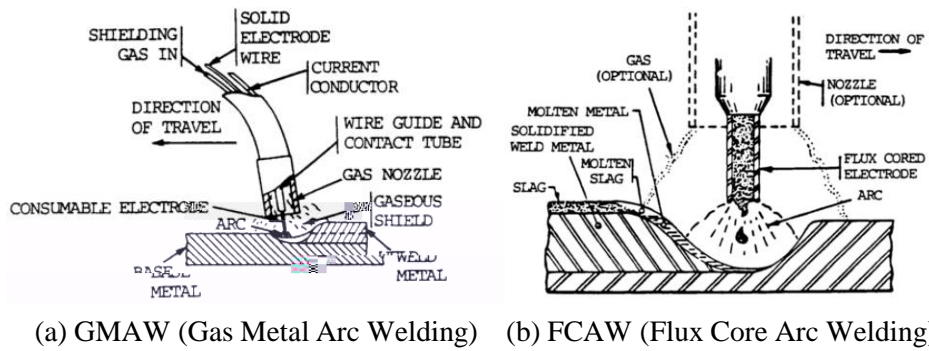 SOLID
ELECTRODE
WIRE
SHIELDING
GAS IN
CURRENT
CONDUCTOR
DIRECTION
OF TRAVEL
WIRE GUIDE AND
CONTACT TUBE
GAS NOZZLE
CONSUMABLE ELECTRODE
GASEOUS
SHIELD
ARC
BASE
METAL
WELD
METAL
DIRECTION OF
TRAVEL
GAS
(OPTIONAL)
NOZZLE
(OPTIONAL)
MOLTEN METAL
SOLIDIFIED
WELD METAL
MOLTEN
SLAG
SLAG
FLUX CORED
ELECTRODE
ARC
(a) GMAW (Gas Metal Arc Welding)
(b) FCAW (Flux Core Arc Welding